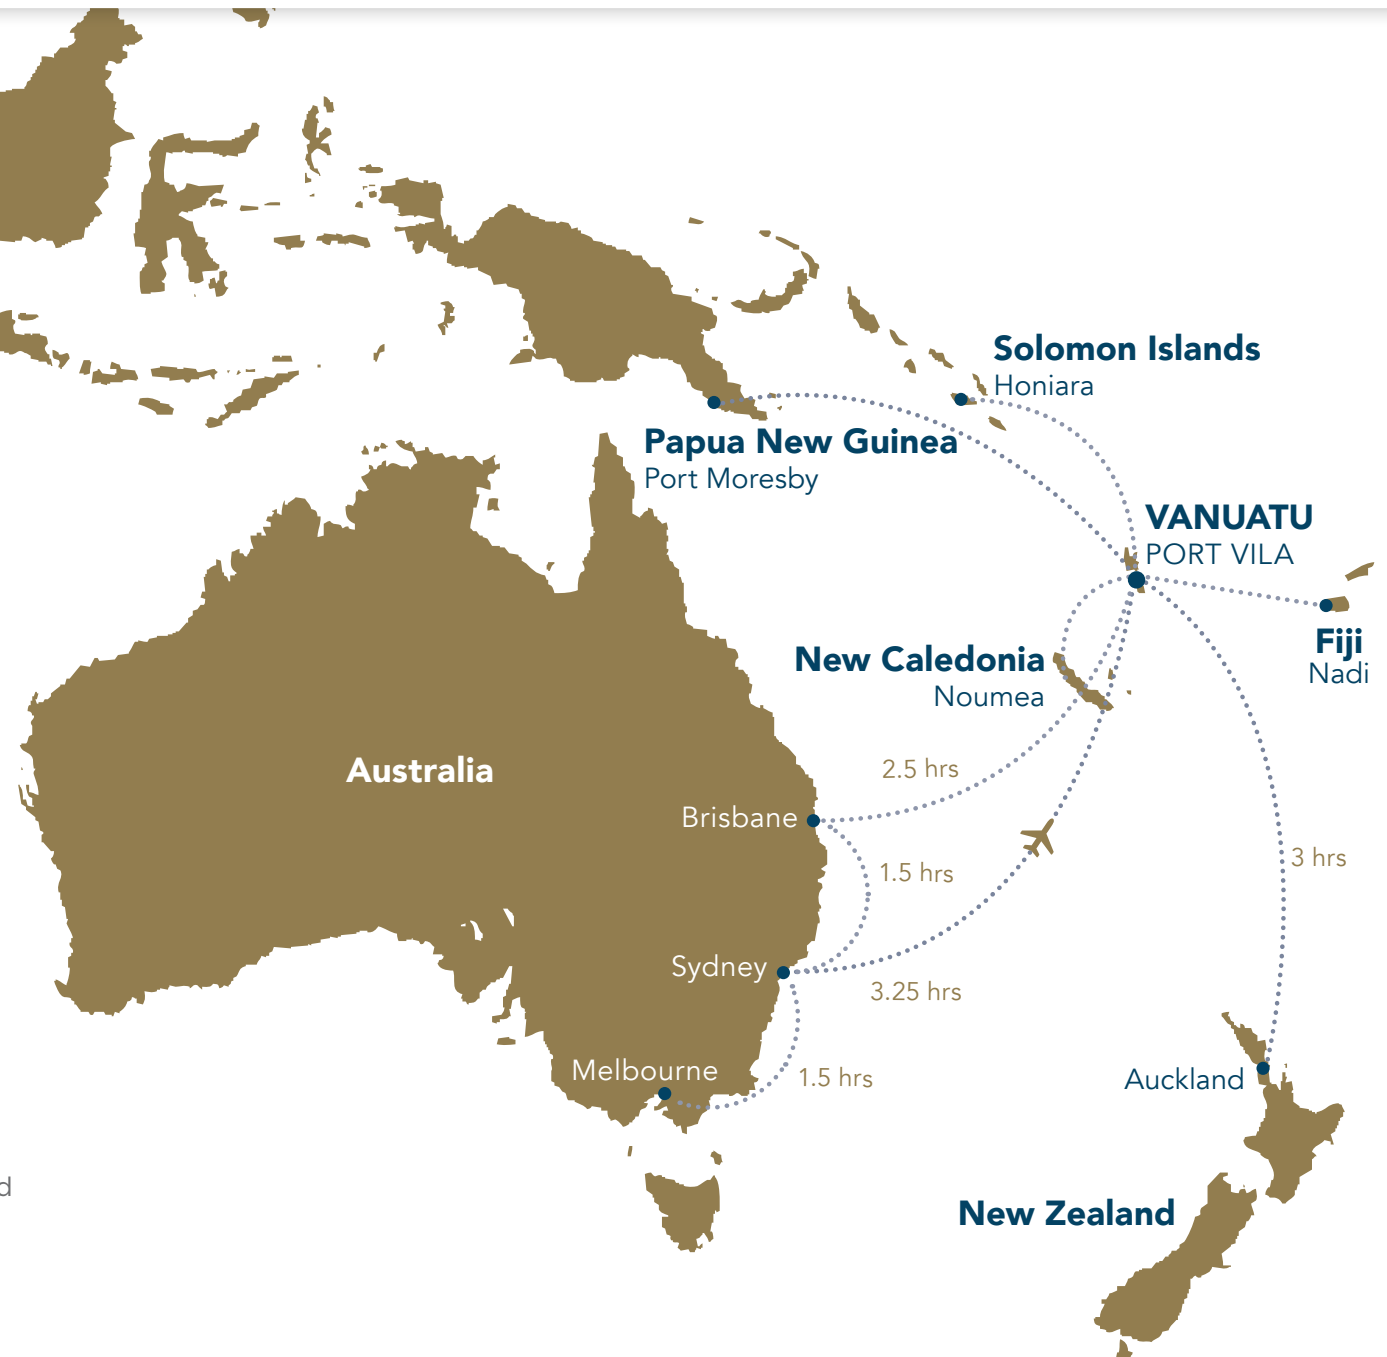 Solomon Islands
Honiara
Papua New Guinea
Port Moresby
VANUATU
PORT VILA
Fiji
Nadi
New Caledonia
Noumea
2.5 hrs
Australia
Brisbane
1.5 hrs
3 hrs
Sydney
3.25 hrs
Melbourne
1.5 hrs
Auckland
d
New Zealand